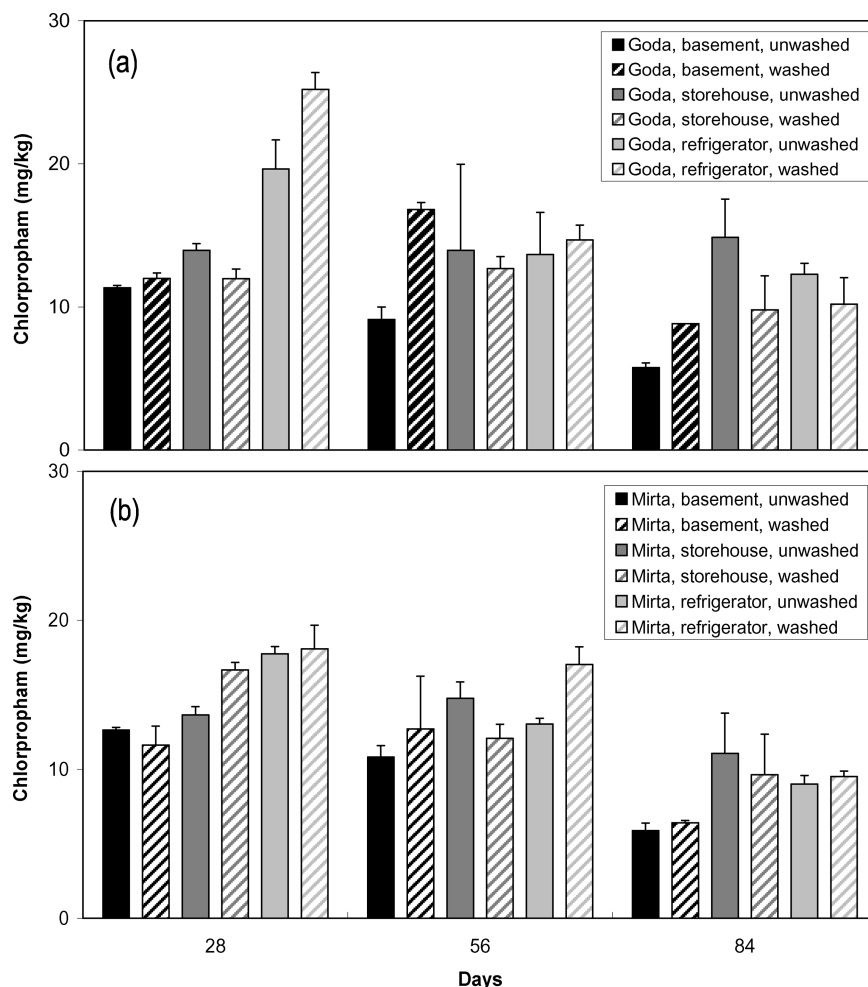 30
(a)
Goda, basement, unwashed
Goda, basement, washed
Goda, storehouse, unwashed
Goda, storehouse, washed
Goda, refrigerator, unwashed
Goda, refrigerator, washed
20
10
0
Chlorpropham (mg/kg)
30
(b)
Mirta, basement, unwashed
Mirta, basement, washed
Mirta, storehouse, unwashed
Mirta, storehouse, washed
Mirta, refrigerator, unwashed
Mirta, refrigerator, washed
20
10
0
Chlorpropham (mg/kg)
28 56 84
Days